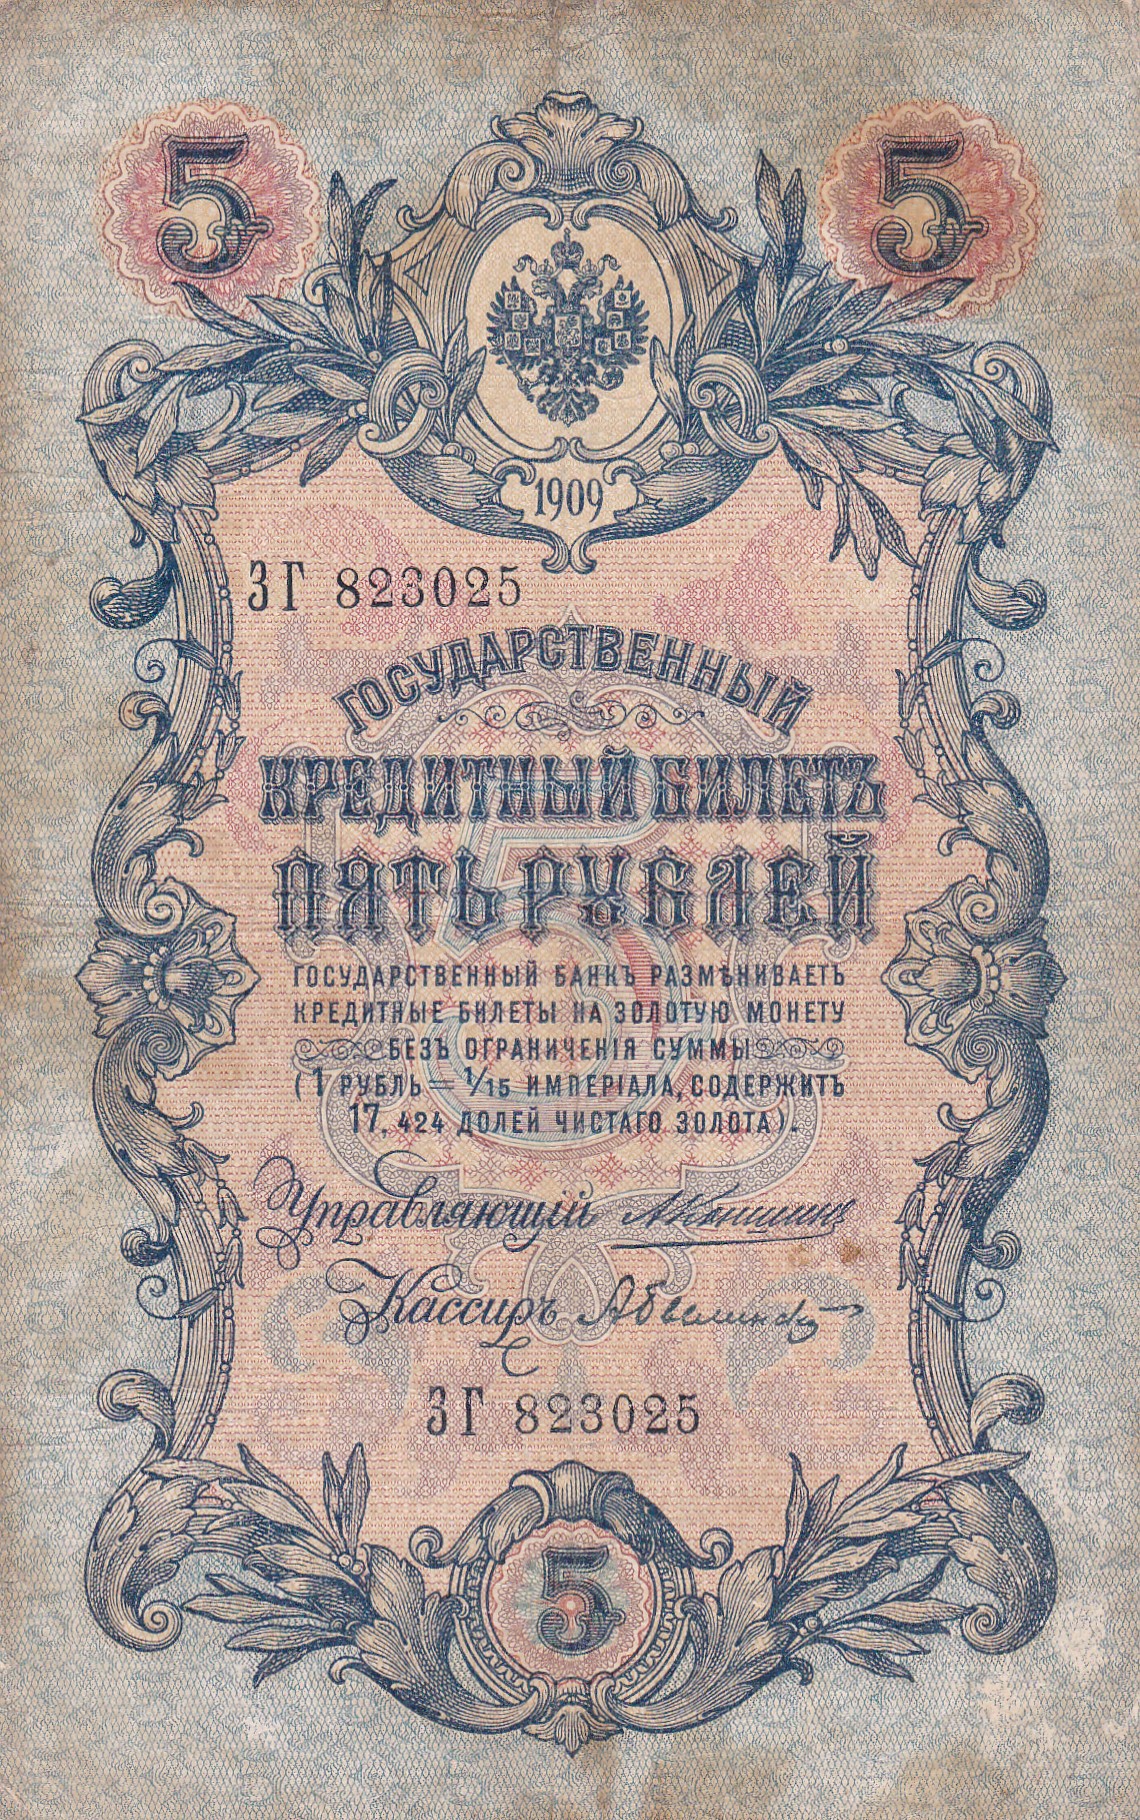 5 5
1909
ЗГ 823025
ГОСУДАРСТВЕННЫЙ
КРЕДИТНЫЙ БИЛЕТЪ
ПЯТЬ РУБЛЕЙ
ГОСУДАРСТВЕННЫЙ БАНКЪ РАЗМѢНИВАЕТЪ
КРЕДИТНЫЕ БИЛЕТЫ НА ЗОЛОТУЮ МОНЕТУ
БЕЗЪ ОГРАНИЧЕНІЯ СУММЫ
(1 РУБЛЬ = 1/15 ИМПЕРІАЛА, СОДЕРЖИТЪ
17,424 ДОЛЕЙ ЧИСТАГО ЗОЛОТА).
Управляющій АКоншинъ
Кассиръ
ЗГ 823025
5